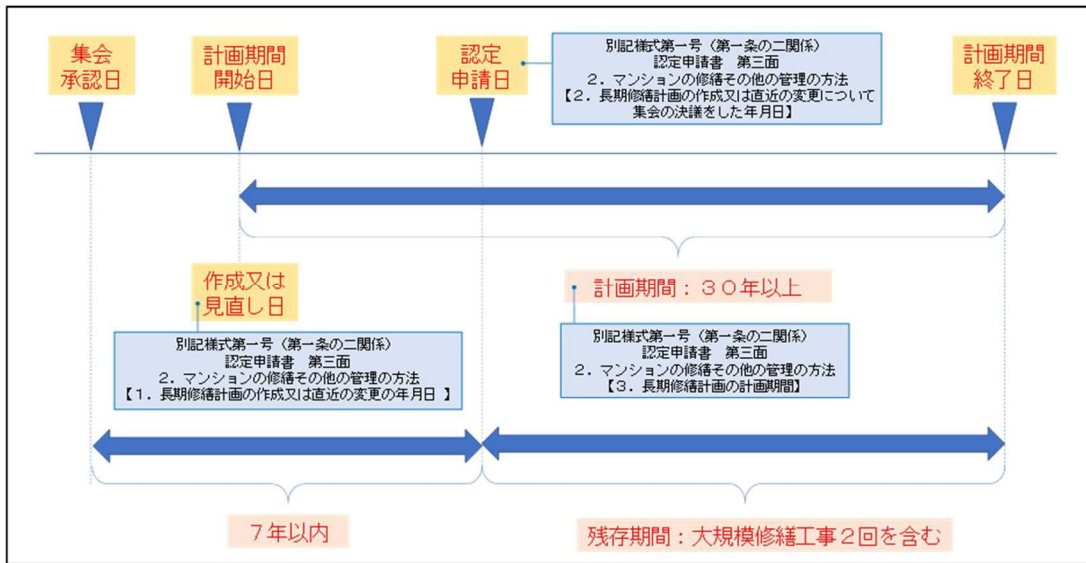 集会
承認日
計画期間
開始日
認定
申請日
別記様式第一号（第一条の二関係）
認定申請書　第三面
２．マンションの修繕その他の管理の方法
【２．長期修繕計画の作成又は直近の変更について
集会の決議をした年月日】
計画期間
終了日
作成又は
見直し日
計画期間：３０年以上
別記様式第一号（第一条の二関係）
認定申請書　第三面
２．マンションの修繕その他の管理の方法
【１．長期修繕計画の作成又は直近の変更の年月日 】
別記様式第一号（第一条の二関係）
認定申請書　第三面
２．マンションの修繕その他の管理の方法
【３．長期修繕計画の計画期間】
７年以内
残存期間：大規模修繕工事２回を含む